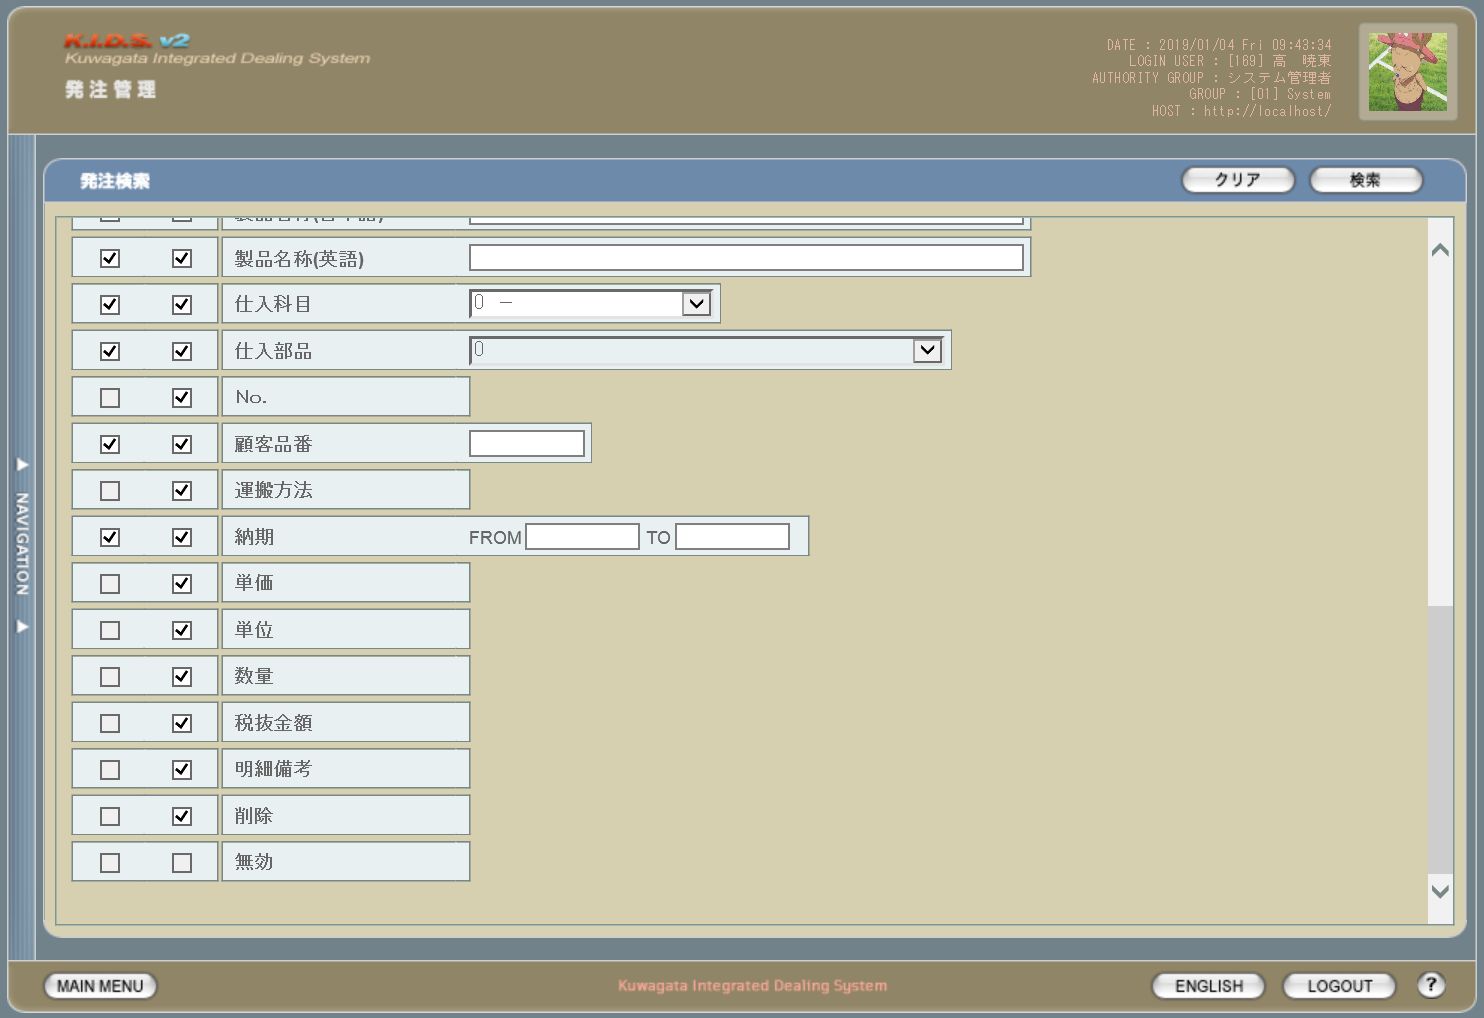 K.I.D.S. v2
Kuwagata Integrated Dealing System
発注管理
DATE : 2019/01/04 Fri 09:43:34
LOGIN USER : [169] 高 暁東
AUTHORITY GROUP : システム管理者
GROUP : [01] System
HOST : http://localhost/
発注検索
クリア
検索
製品名称(英語)
仕入科目 0 －
仕入部品 0
No.
顧客品番
運搬方法
納期 FROM TO
単価
単位
数量
税抜金額
明細備考
削除
無効
NAVIGATION
MAIN MENU
Kuwagata Integrated Dealing System
ENGLISH
LOGOUT
?